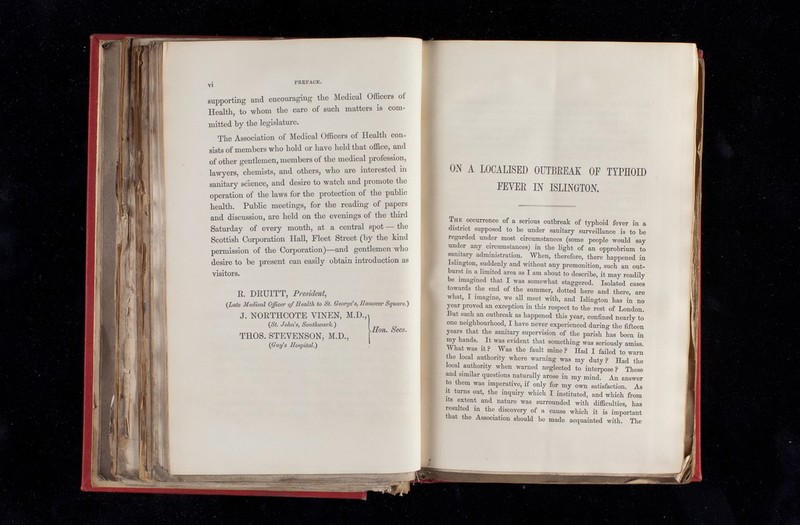 vi PREFACE.
supporting and encouraging the Medical Officers of
Health, to whom the care of such matters is com-
mitted by the legislature.
The Association of Medical Officers of Health con-
sists of members who hold or have held that office, and
of other gentlemen, members of the medical profession,
lawyers, chemists, and others, who are interested in
sanitary science, and desire to watch and promote the
operation of the laws for the protection of the public
health. Public meetings, for the reading of papers
and discussion, are held on the evenings of the third
Saturday of every month, at a central spot — the
Scottish Corporation Hall, Fleet Street (by the kind
permission of the Corporation)—and gentlemen who
desire to be present can easily obtain introduction as
visitors.
R. DRUITT, President,
(Late Medical Officer of Health to St. George's, Hanover Square.)
J. NORTHCOTE VINEN, M.D.,
(St. John's, Southwark.)
Hon. Secs.
THOS. STEVENSON, M.D.,
(Guy's Hospital.)
ON A LOCALISED OUTBREAK OF TYPHOID
FEVER IN ISLINGTON.
THE occurrence of a serious outbreak of typhoid fever in a
district supposed to be under sanitary surveillance is to be
regarded under most circumstances (some people would say
under any circumstances) in the light of an opprobrium to
sanitary administration. When, therefore, there happened in
Islington, suddenly and without any premonition, such an out-
burst in a limited area as I am about to describe, it may readily
be imagined that I was somewhat staggered. Isolated cases
towards the end of the summer, dotted here and there, are
what, I imagine, we all meet with, and Islington has in no
year proved an exception in this respect to the rest of London.
But such an outbreak as happened this year, confined nearly to
one neighbourhood, I have never experienced during the fifteen
years that the sanitary supervision of the parish has been in
my hands. It was evident that something was seriously amiss.
What was it? Was the fault mine? Had I failed to warn
the local authority where warning was my duty? Had the
local authority when warned neglected to interpose? These
and similar questions naturally arose in my mind. An answer
to them was imperative, if only for my own satisfaction. As
it turns out, the inquiry which I instituted, and which from
its extent and nature was surrounded with difficulties, has
resulted in the discovery of a cause which it is important
that the Association should be made acquainted with. The